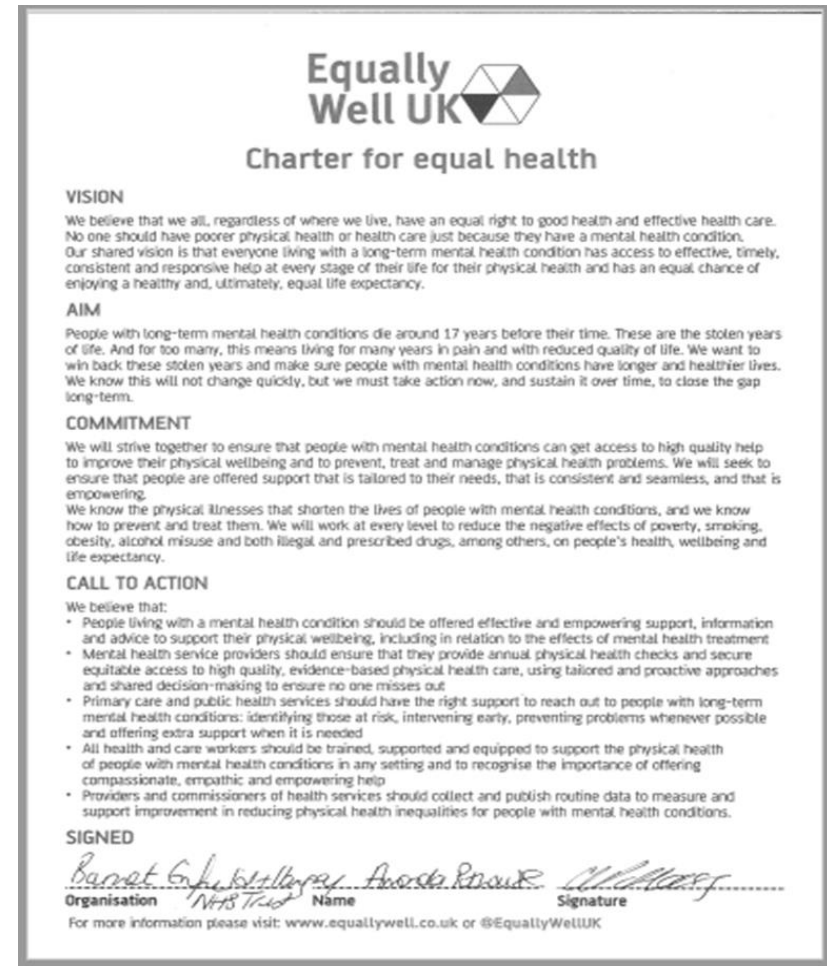 Equally
Well UK
Charter for equal health
VISION
We believe that we all, regardless of where we live, have an equal right to good health and effective health care.
No one should have poorer physical health or health care just because they have a mental health condition.
Our shared vision is that everyone living with a long-term mental health condition has access to effective, timely,
consistent and responsive help at every stage of their life for their physical health and has an equal chance of
enjoying a healthy and, ultimately, equal life expectancy.
AIM
People with long-term mental health conditions die around 17 years before their time. These are the stolen years
of life. And for too many, this means living for many years in pain and with reduced quality of life. We want to
win back these stolen years and make sure people with mental health conditions have longer and healthier lives.
We know this will not change quickly, but we must take action now, and sustain it over time, to close the gap
long-term.
COMMITMENT
We will strive together to ensure that people with mental health conditions can get access to high quality help
to improve their physical wellbeing and to prevent, treat and manage physical health problems. We will seek to
ensure that people are offered support that is tailored to their needs, that is consistent and seamless, and that is
empowering.
We know the physical illnesses that shorten the lives of people with mental health conditions, and we know
how to prevent and treat them. We will work at every level to reduce the negative effects of poverty, smoking,
obesity, alcohol misuse and both illegal and prescribed drugs, among others, on people's health, wellbeing and
life expectancy.
CALL TO ACTION
We believe that:
• People living with a mental health condition should be offered effective and empowering support, information
and advice to support their physical wellbeing, including in relation to the effects of mental health treatment
• Mental health service providers should ensure that they provide annual physical health checks and secure
equitable access to high quality, evidence-based physical health care, using tailored and proactive approaches
and shared decision-making to ensure no one misses out
• Primary care and public health services should have the right support to reach out to people with long-term
mental health conditions: identifying those at risk, intervening early, preventing problems whenever possible
and offering extra support when it is needed
• All health and care workers should be trained, supported and equipped to support the physical health
of people with mental health conditions in any setting and to recognise the importance of offering
compassionate, empathic and empowering help
• Providers and commissioners of health services should collect and publish routine data to measure and
support improvement in reducing physical health inequalities for people with mental health conditions.
SIGNED
Barnet
NHS Trust
Organisation Name Signature
For more information please visit: www.equallywell.co.uk or @EquallyWellUK